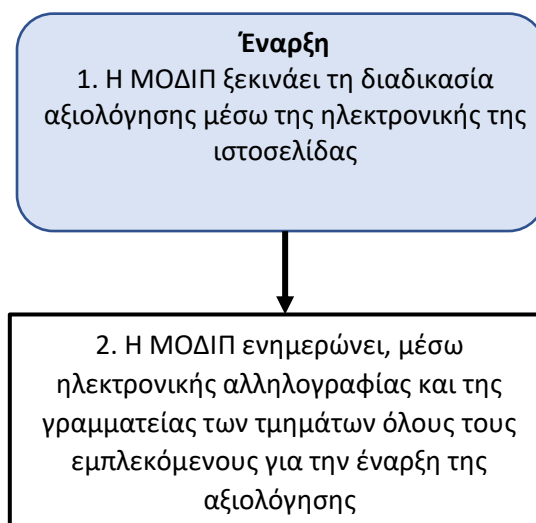 Έναρξη
1. Η ΜΟΔΙΠ ξεκινάει τη διαδικασία
αξιολόγησης μέσω της ηλεκτρονικής της
ιστοσελίδας
2. Η ΜΟΔΙΠ ενημερώνει, μέσω
ηλεκτρονικής αλληλογραφίας και της
γραμματείας των τμημάτων όλους τους
εμπλεκόμενους για την έναρξη της
αξιολόγησης